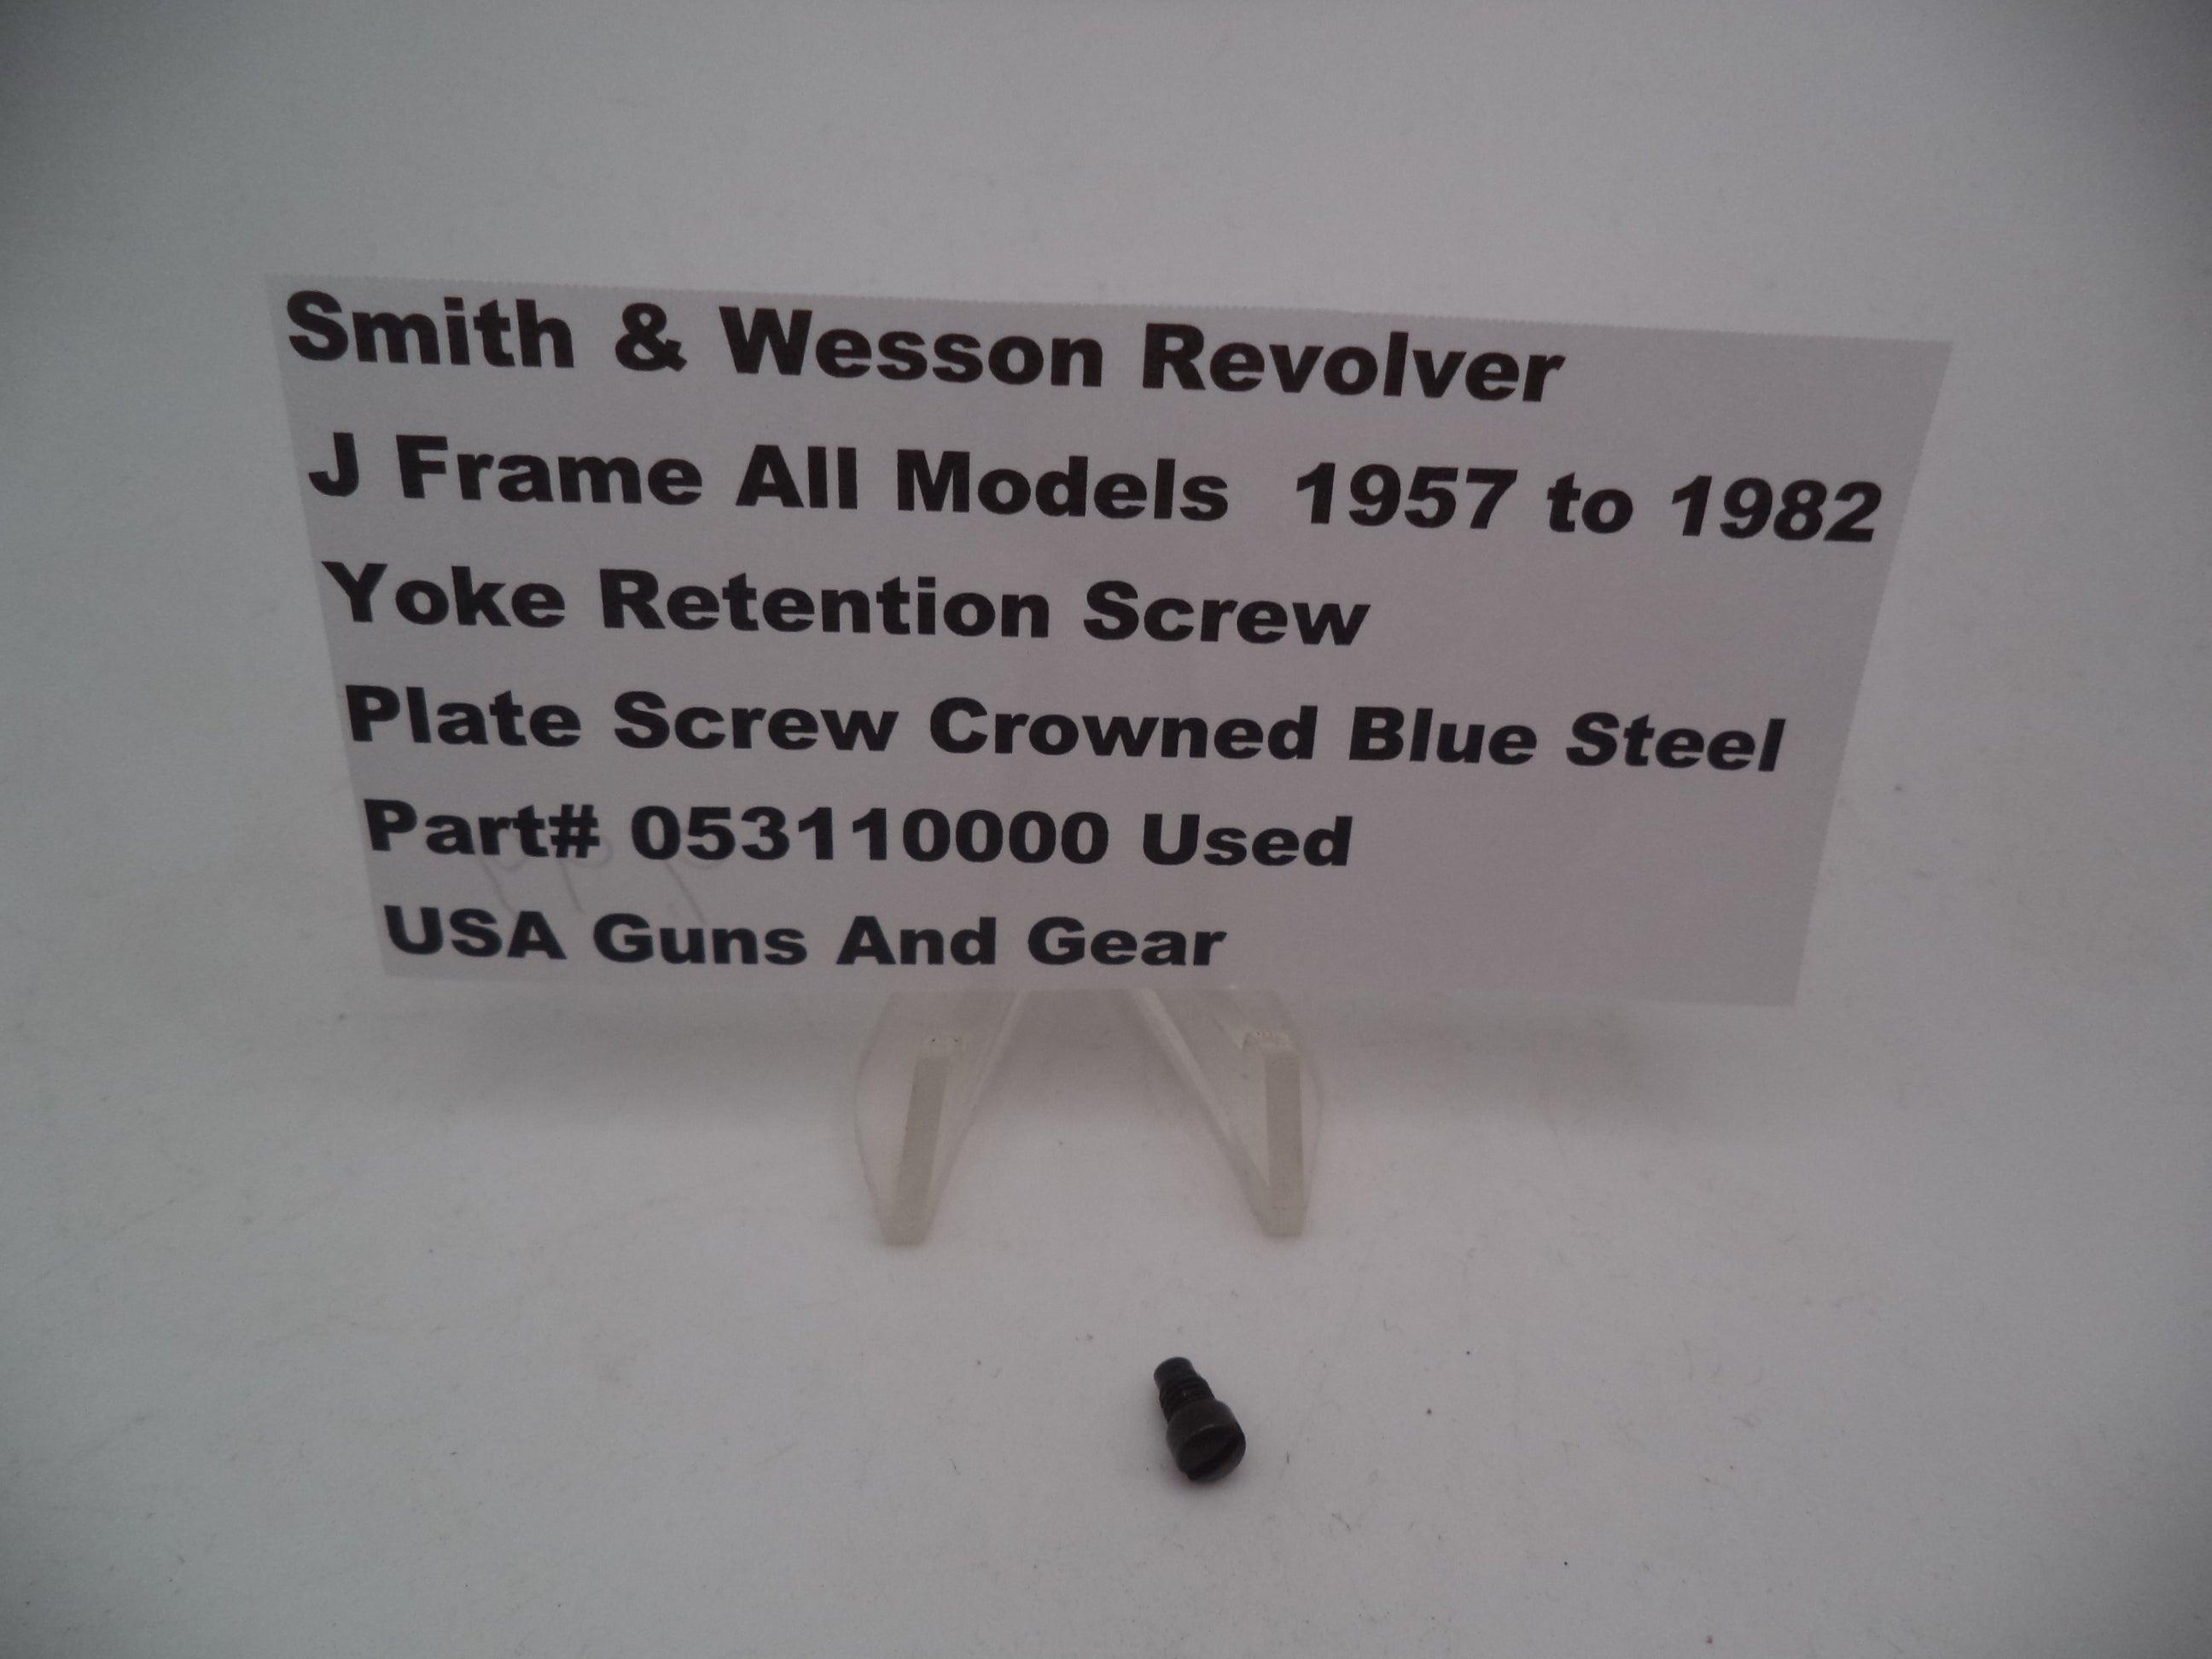 Smith & Wesson Revolver
J Frame All Models 1957 to 1982
Yoke Retention Screw
Plate Screw Crowned Blue Steel
Part# 053110000 Used
USA Guns And Gear